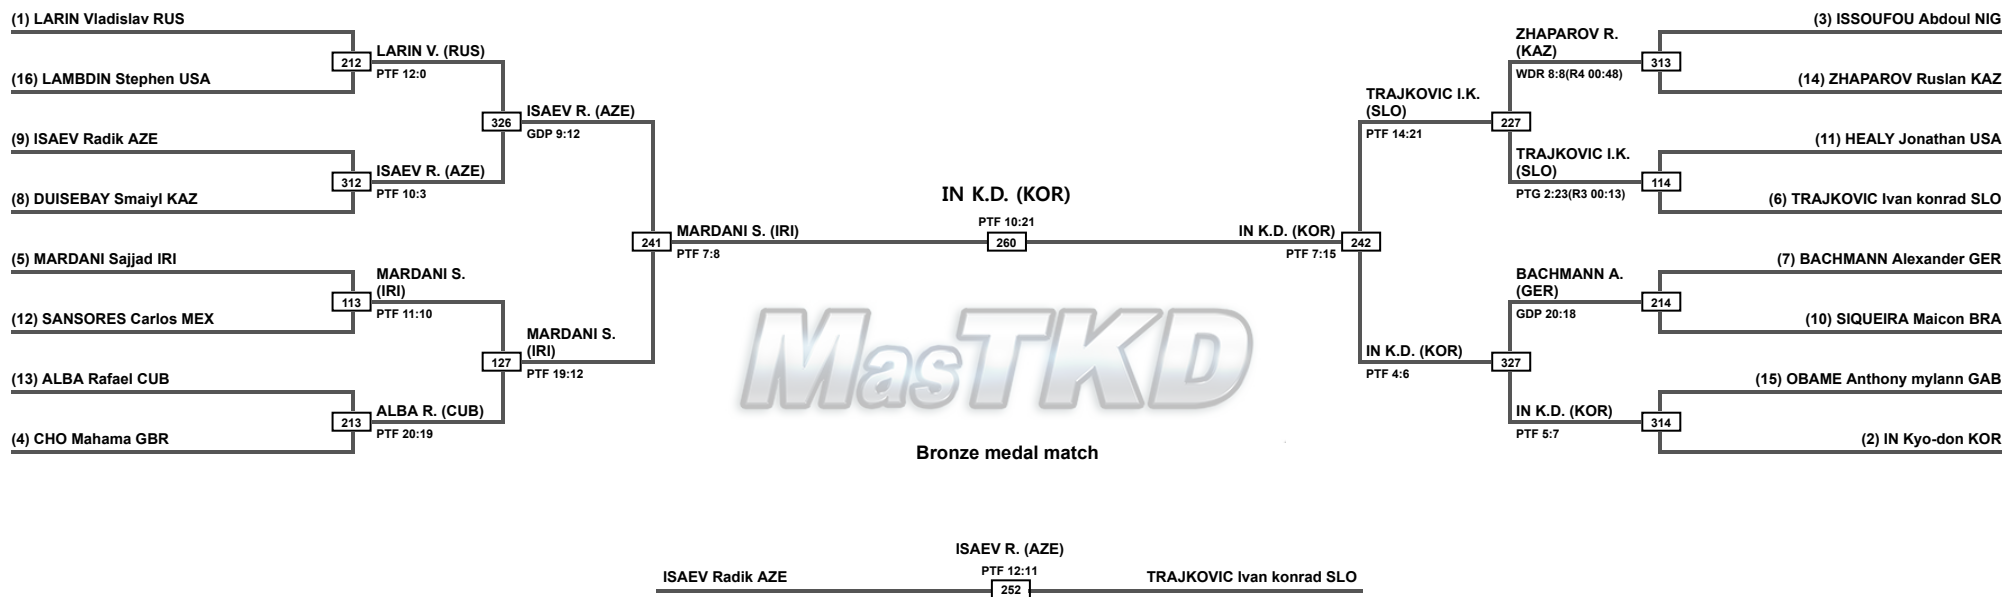 (1) LARIN Vladislav RUS
212
LARIN V. (RUS)
PTF 12:0
(16) LAMBDIN Stephen USA
326
ISAEV R. (AZE)
GDP 9:12
(9) ISAEV Radik AZE
312
ISAEV R. (AZE)
PTF 10:3
(8) DUISEBAY Smaiyl KAZ
241
MARDANI S. (IRI)
PTF 7:8
(5) MARDANI Sajjad IRI
113
MARDANI S.
(IRI)
PTF 11:10
(12) SANSORES Carlos MEX
127
MARDANI S.
(IRI)
PTF 19:12
(13) ALBA Rafael CUB
213
ALBA R. (CUB)
PTF 20:19
(4) CHO Mahama GBR
IN K.D. (KOR)
PTF 10:21
260
(3) ISSOUFOU Abdoul NIG
ZHAPAROV R.
(KAZ)
WDR 8:8(R4 00:48)
313
(14) ZHAPAROV Ruslan KAZ
TRAJKOVIC I.K.
(SLO)
PTF 14:21
227
(11) HEALY Jonathan USA
TRAJKOVIC I.K.
(SLO)
PTG 2:23(R3 00:13)
114
(6) TRAJKOVIC Ivan konrad SLO
IN K.D. (KOR)
PTF 7:15
242
(7) BACHMANN Alexander GER
BACHMANN A.
(GER)
GDP 20:18
214
(10) SIQUEIRA Maicon BRA
IN K.D. (KOR)
PTF 4:6
327
(15) OBAME Anthony mylann GAB
IN K.D. (KOR)
PTF 5:7
314
(2) IN Kyo-don KOR
MasTKD
Bronze medal match
ISAEV R. (AZE)
PTF 12:11
ISAEV Radik AZE
252
TRAJKOVIC Ivan konrad SLO